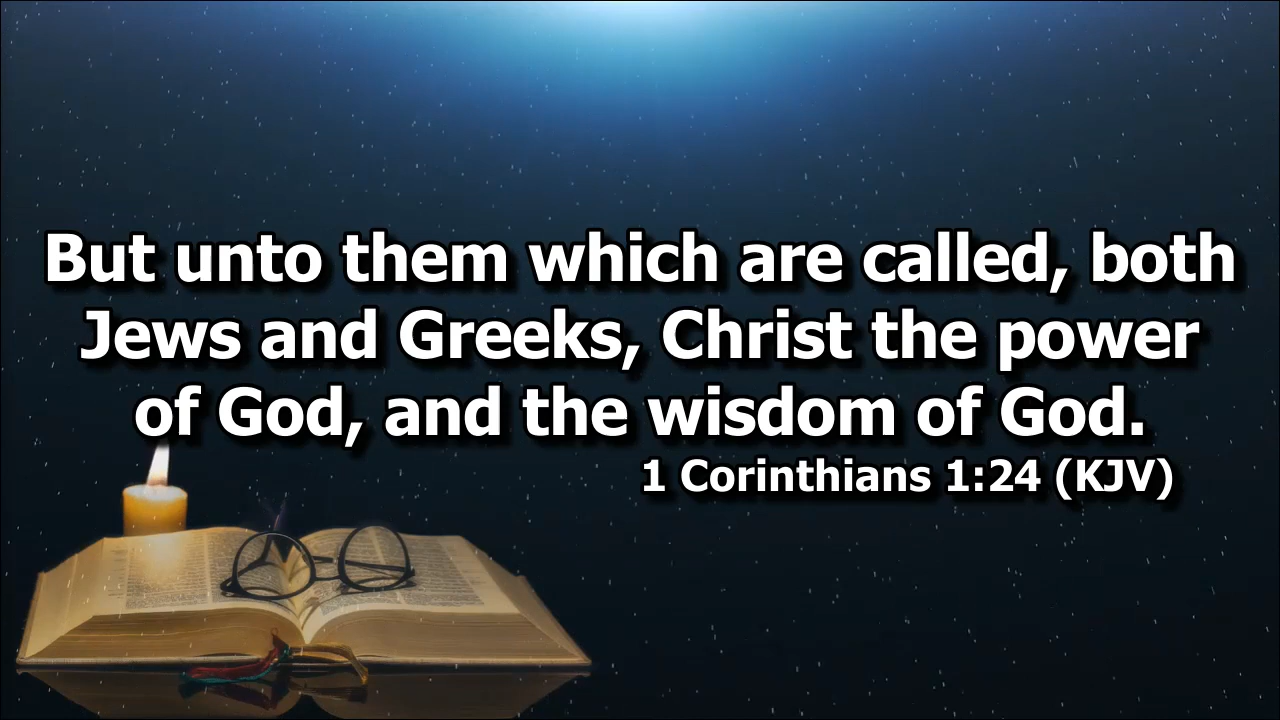 But unto them which are called, both
Jews and Greeks, Christ the power
of God, and the wisdom of God.
1 Corinthians 1:24 (KJV)